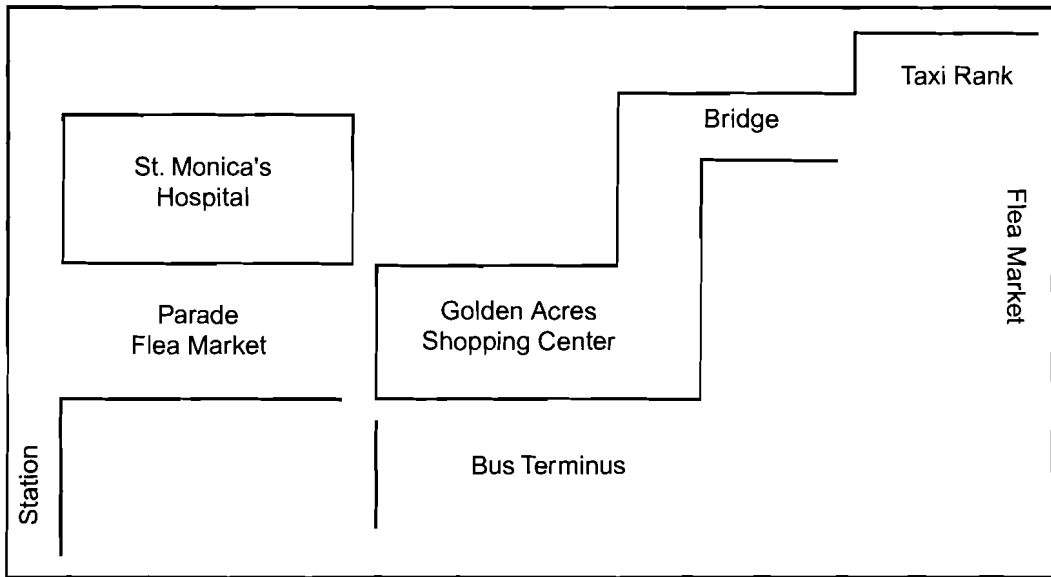 Taxi Rank
Bridge
St. Monica's
Hospital
Flea Market
Parade
Flea Market
Golden Acres
Shopping Center
Station
Bus Terminus